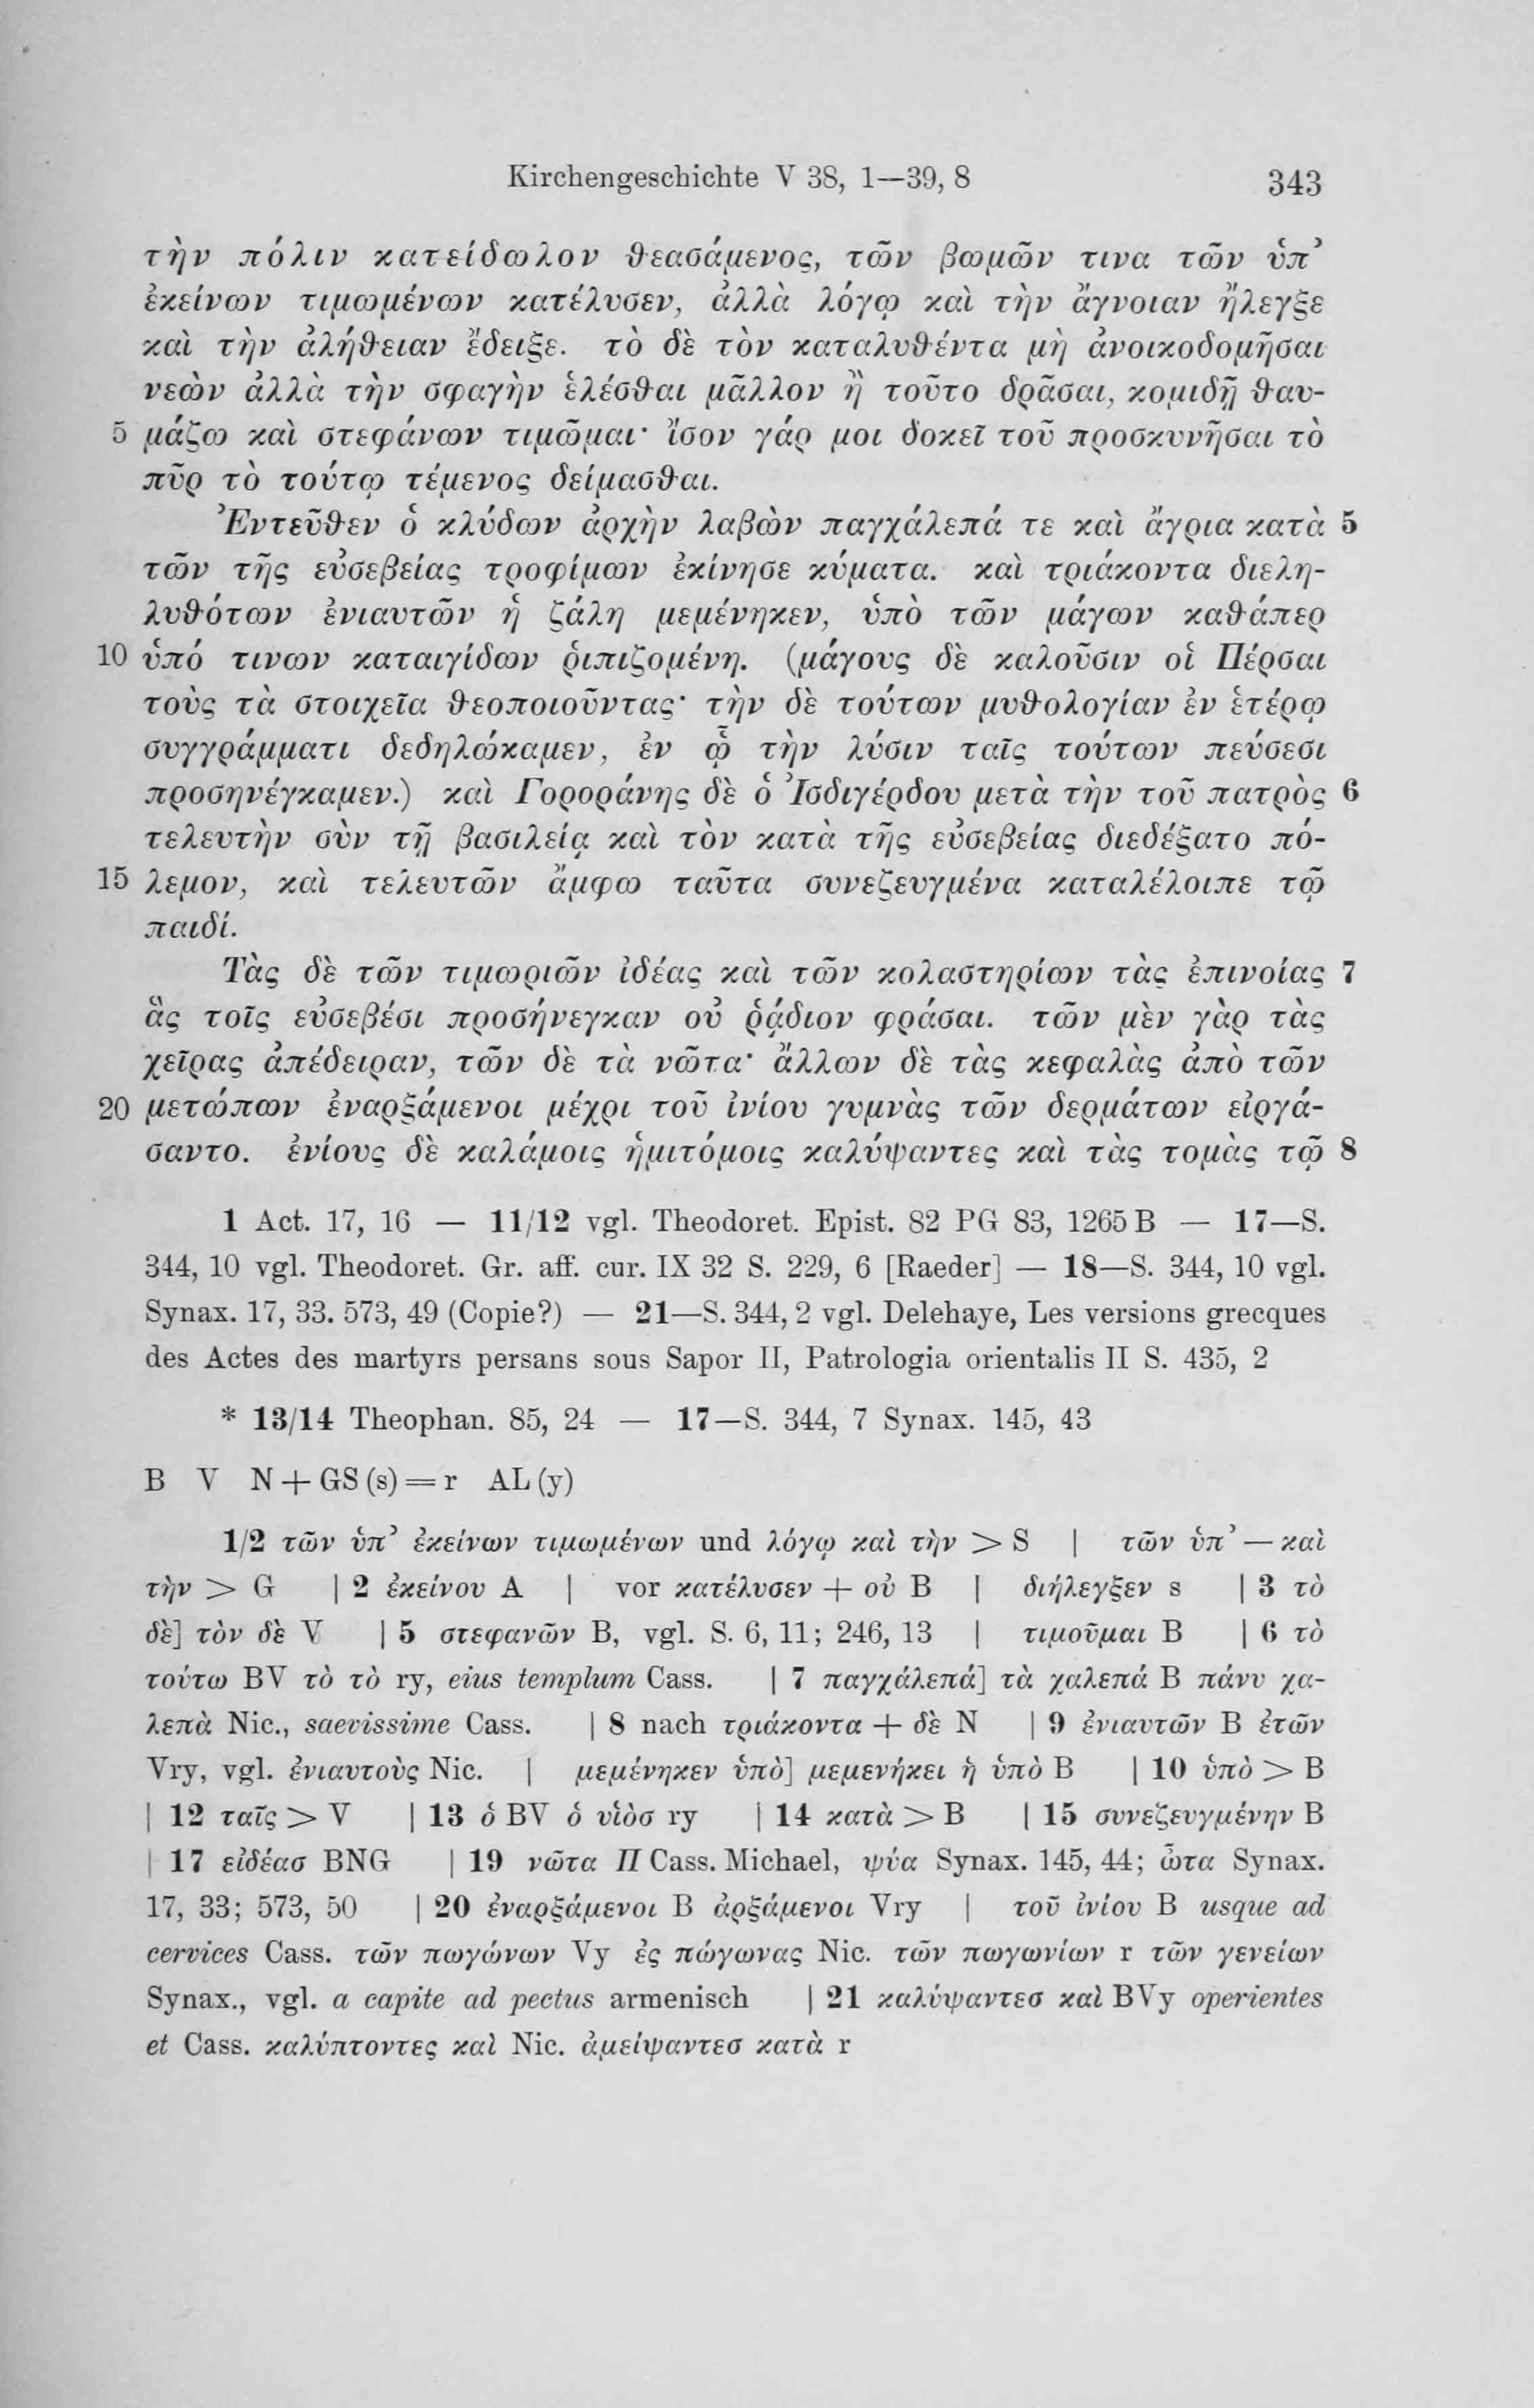 Kirchengeschichte V 38, 1—39, 8 343
τὴν πόλιν κατείδωλον θεασάμενος, τῶν βωμῶν τινα τῶν ὑπ’
ἐκείνων τιμωμένων κατέλυσεν, ἀλλὰ λόγῳ καὶ τὴν ἄγνοιαν ἤλεγξε
καὶ τὴν ἀλήθειαν ἔδειξε. τὸ δὲ τὸν καταλυθέντα μὴ ἀνοικοδομῆσαι
νεὼν ἀλλὰ τὴν σφαγὴν ἑλέσθαι μᾶλλον ἢ τοῦτο δρᾶσαι, κομιδῇ θαυ-
5 μάζω καὶ στεφάνων τιμῶμαι· ἴσον γάρ μοι δοκεῖ τοῦ προσκυνῆσαι τὸ
πῦρ τὸ τούτῳ τέμενος δείμασθαι.
Ἐντεῦθεν ὁ κλύδων ἀρχὴν λαβὼν παγχάλεπά τε καὶ ἄγρια κατὰ 5
τῶν τῆς εὐσεβείας τροφίμων ἐκίνησε κύματα. καὶ τριάκοντα διελη-
λυθότων ἐνιαυτῶν ἡ ζάλη μεμένηκεν, ὑπὸ τῶν μάγων καθάπερ
10 ὑπό τινων καταιγίδων ῥιπιζομένη. (μάγους δὲ καλοῦσιν οἱ Πέρσαι
τοὺς τὰ στοιχεῖα θεοποιοῦντας· τὴν δὲ τούτων μυθολογίαν ἐν ἑτέρῳ
συγγράμματι δεδηλώκαμεν, ἐν ᾧ τὴν λύσιν ταῖς τούτων πεύσεσι
προσηνέγκαμεν.) καὶ Γοροράνης δὲ ὁ Ἰσδιγέρδου μετὰ τὴν τοῦ πατρὸς 6
τελευτὴν σὺν τῇ βασιλείᾳ καὶ τὸν κατὰ τῆς εὐσεβείας διεδέξατο πό-
15 λεμον, καὶ τελευτῶν ἄμφω ταῦτα συνεζευγμένα καταλέλοιπε τῷ
παιδί.
Τὰς δὲ τῶν τιμωριῶν ἰδέας καὶ τῶν κολαστηρίων τὰς ἐπινοίας 7
ἃς τοῖς εὐσεβέσι προσήνεγκαν οὐ ῥᾴδιον φράσαι. τῶν μὲν γὰρ τὰς
χεῖρας ἀπέδειραν, τῶν δὲ τὰ νῶτα· ἄλλων δὲ τὰς κεφαλὰς ἀπὸ τῶν
20 μετώπων ἐναρξάμενοι μέχρι τοῦ ἰνίου γυμνὰς τῶν δερμάτων εἰργά-
σαντο. ἐνίους δὲ καλάμοις ἡμιτόμοις καλύψαντες καὶ τὰς τομὰς τῷ 8
1 Act. 17, 16 — 11/12 vgl. Theodoret. Epist. 82 PG 83, 1265 B — 17—S.
344, 10 vgl. Theodoret. Gr. aff. cur. IX 32 S. 229, 6 [Raeder] — 18—S. 344, 10 vgl.
Synax. 17, 33. 573, 49 (Copie?) — 21—S. 344, 2 vgl. Delehaye, Les versions grecques
des Actes des martyrs persans sous Sapor II, Patrologia orientalis II S. 435, 2
* 13/14 Theophan. 85, 24 — 17—S. 344, 7 Synax. 145, 43
B V N + GS (s) = r AL (y)
1/2 τῶν ὑπ’ ἐκείνων τιμωμένων und λόγῳ καὶ τὴν > S | τῶν ὑπ’ — καὶ
τὴν > G | 2 ἐκείνου A | vor κατέλυσεν + οὐ B | διήλεγξεν s | 3 τὸ
δὲ] τὸν δὲ V | 5 στεφανῶν B, vgl. S. 6, 11; 246, 13 | τιμοῦμαι B | 6 τὸ
τούτω BV τὸ τὸ ry, eius templum Cass. | 7 παγχάλεπά] τὰ χαλεπά B πάνυ χα-
λεπὰ Nic., saevissime Cass. | 8 nach τριάκοντα + δὲ N | 9 ἐνιαυτῶν B ἐτῶν
Vry, vgl. ἐνιαυτοὺς Nic. | μεμένηκεν ὑπὸ] μεμενήκει ἡ ὑπὸ B | 10 ὑπὸ > B
| 12 ταῖς > V | 13 ὁ BV ὁ υἱὸσ ry | 14 κατὰ > B | 15 συνεζευγμένην B
| 17 εἰδέασ BNG | 19 νῶτα Π Cass. Michael, ψύα Synax. 145, 44; ὦτα Synax.
17, 33; 573, 50 | 20 ἐναρξάμενοι B ἀρξάμενοι Vry | τοῦ ἰνίου B usque ad
cervices Cass. τῶν πωγώνων Vy ἐς πώγωνας Nic. τῶν πωγωνίων r τῶν γενείων
Synax., vgl. a capite ad pectus armenisch | 21 καλύψαντεσ καὶ BVy operientes
et Cass. καλύπτοντες καὶ Nic. ἀμείψαντεσ κατὰ r